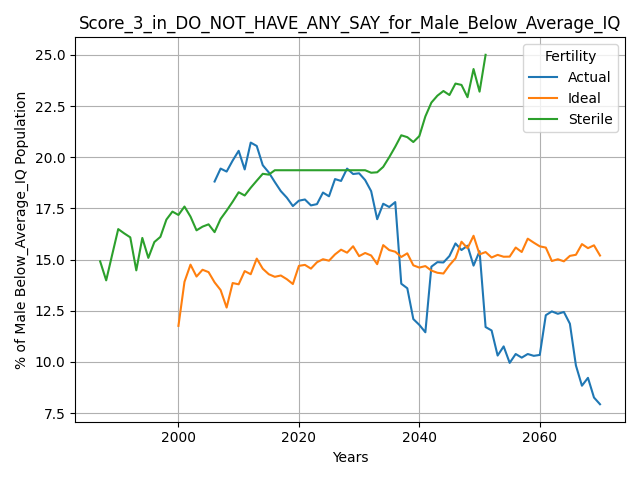 Score_3_in_DO_NOT_HAVE_ANY_SAY_for_Male_Below_Average_IQ
% of Male Below_Average_IQ Population
25.0
22.5
20.0
17.5
15.0
12.5
10.0
7.5
Fertility
Actual
Ideal
Sterile
2000 2020 2040 2060
Years